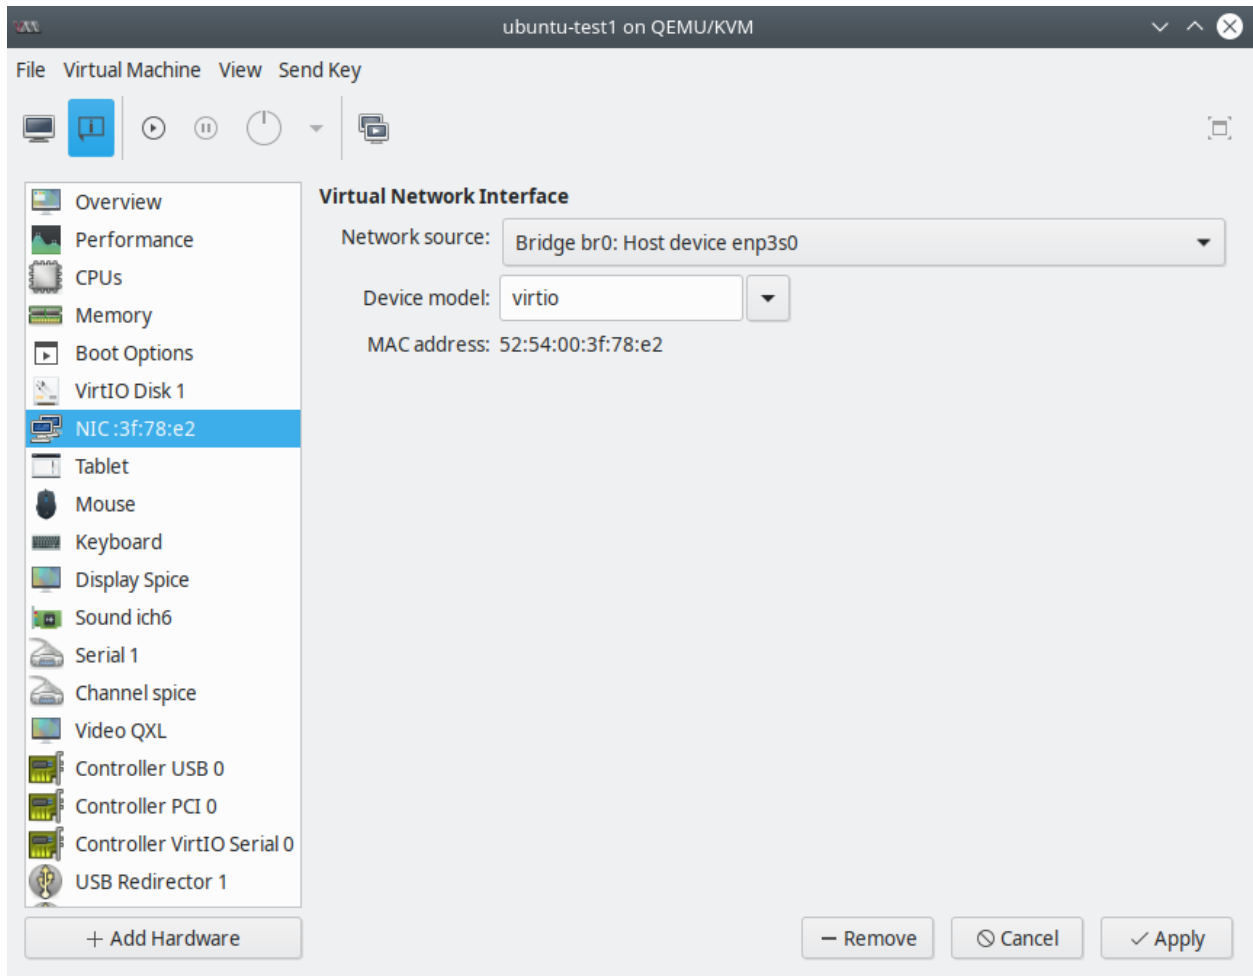 ubuntu-test1 on QEMU/KVM
File Virtual Machine View Send Key
Overview
Performance
CPUs
Memory
Boot Options
VirtIO Disk 1
NIC :3f:78:e2
Tablet
Mouse
Keyboard
Display Spice
Sound ich6
Serial 1
Channel spice
Video QXL
Controller USB 0
Controller PCI 0
Controller VirtIO Serial 0
USB Redirector 1
+ Add Hardware
Virtual Network Interface
Network source: Bridge br0: Host device enp3s0
Device model: virtio
MAC address: 52:54:00:3f:78:e2
Remove Cancel Apply